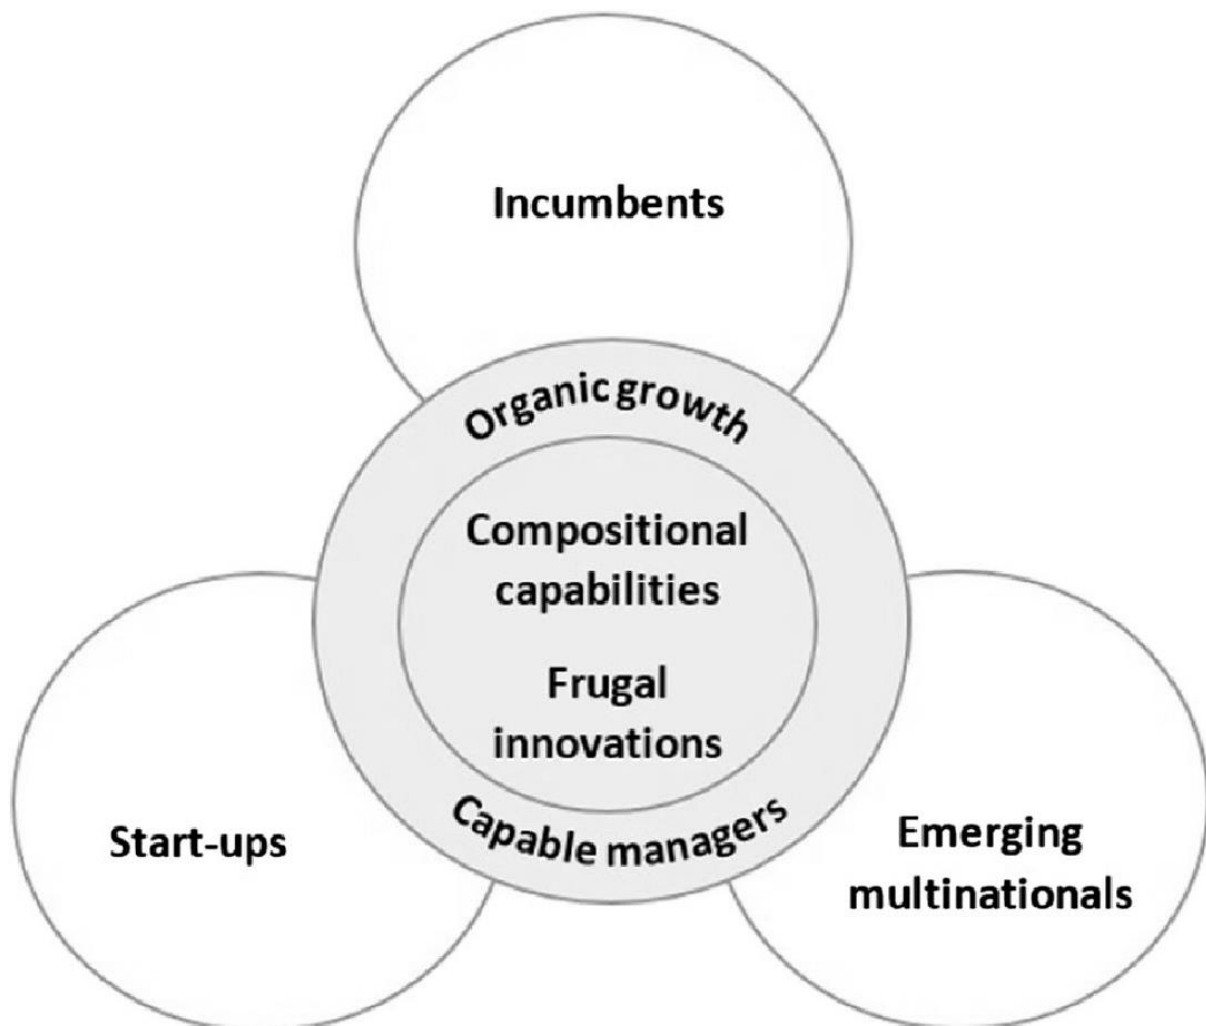 Incumbents
Organic growth
Compositional
capabilities
Frugal
innovations
Capable managers
Start-ups
Emerging
multinationals